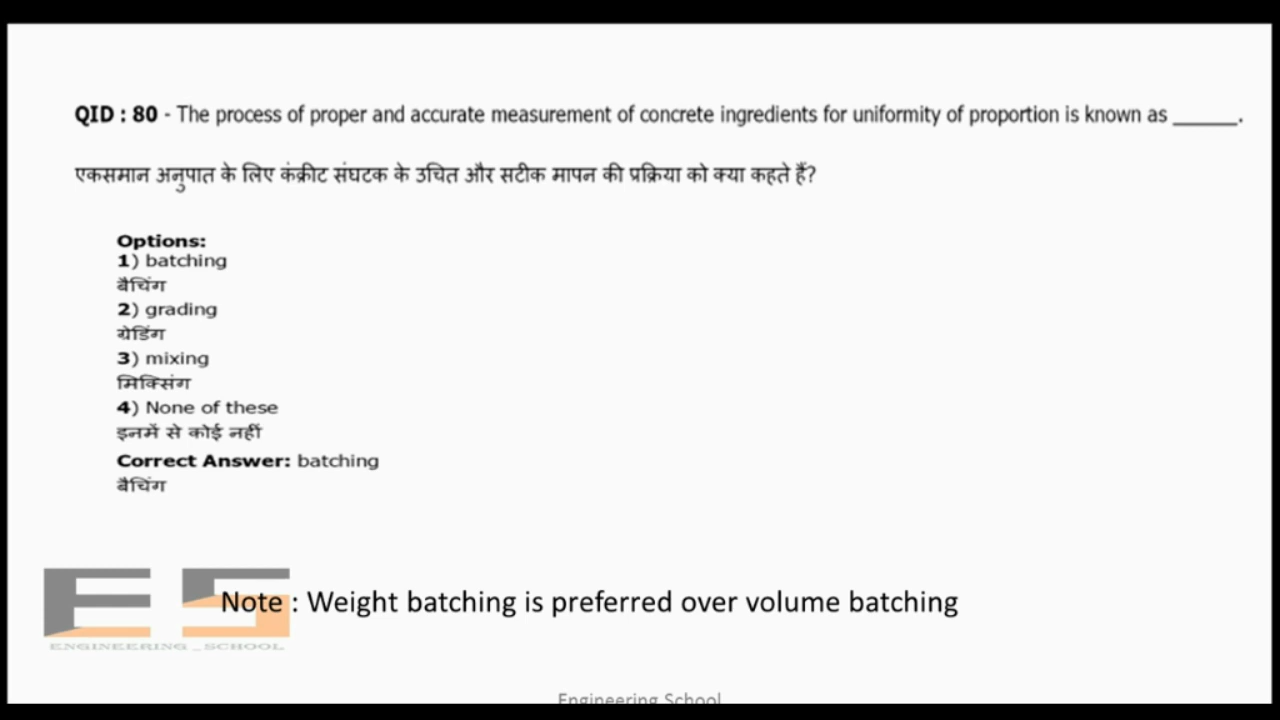 QID : 80 - The process of proper and accurate measurement of concrete ingredients for uniformity of proportion is known as ______.
एकसमान अनुपात के लिए कंक्रीट संघटक के उचित और सटीक मापन की प्रक्रिया को क्या कहते हैं?
Options:
1) batching
बैचिंग
2) grading
ग्रेडिंग
3) mixing
मिक्सिंग
4) None of these
इनमें से कोई नहीं
Correct Answer: batching
बैचिंग
ES
Note : Weight batching is preferred over volume batching
ENGINEERING_SCHOOL
Engineering School